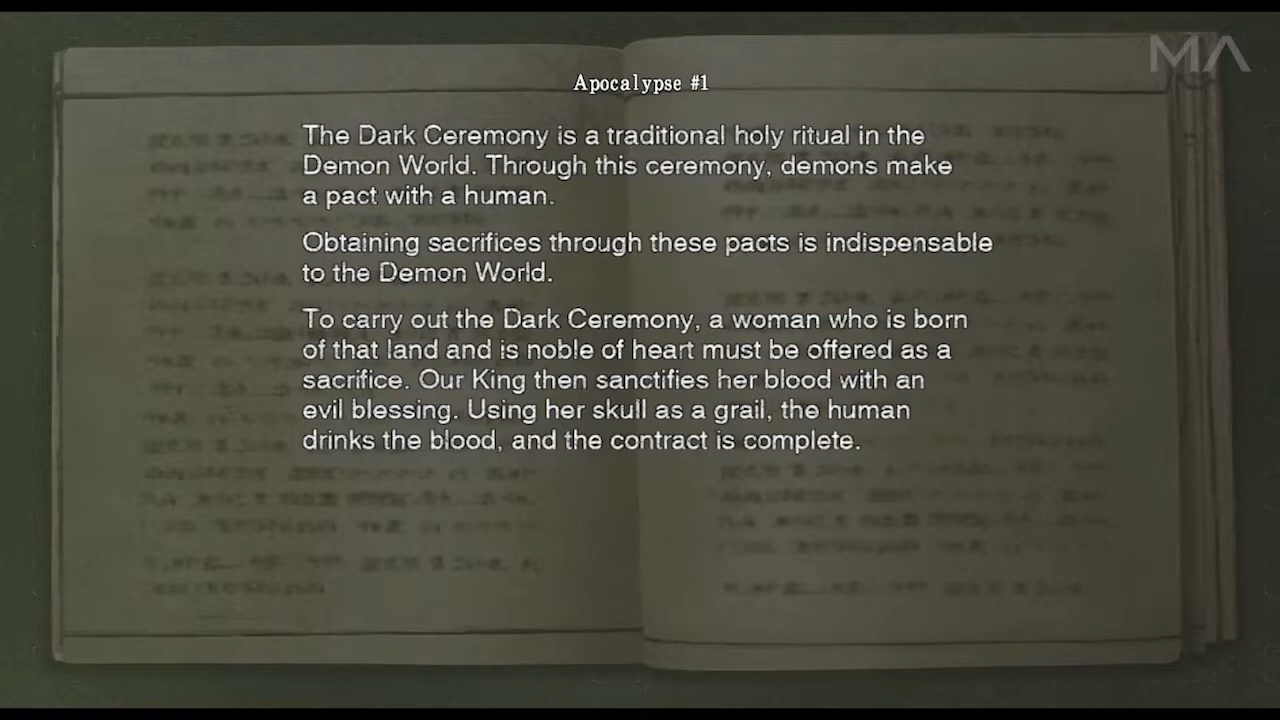 MA
Apocalypse #1
The Dark Ceremony is a traditional holy ritual in the
Demon World. Through this ceremony, demons make
a pact with a human.
Obtaining sacrifices through these pacts is indispensable
to the Demon World.
To carry out the Dark Ceremony, a woman who is born
of that land and is noble of heart must be offered as a
sacrifice. Our King then sanctifies her blood with an
evil blessing. Using her skull as a grail, the human
drinks the blood, and the contract is complete.